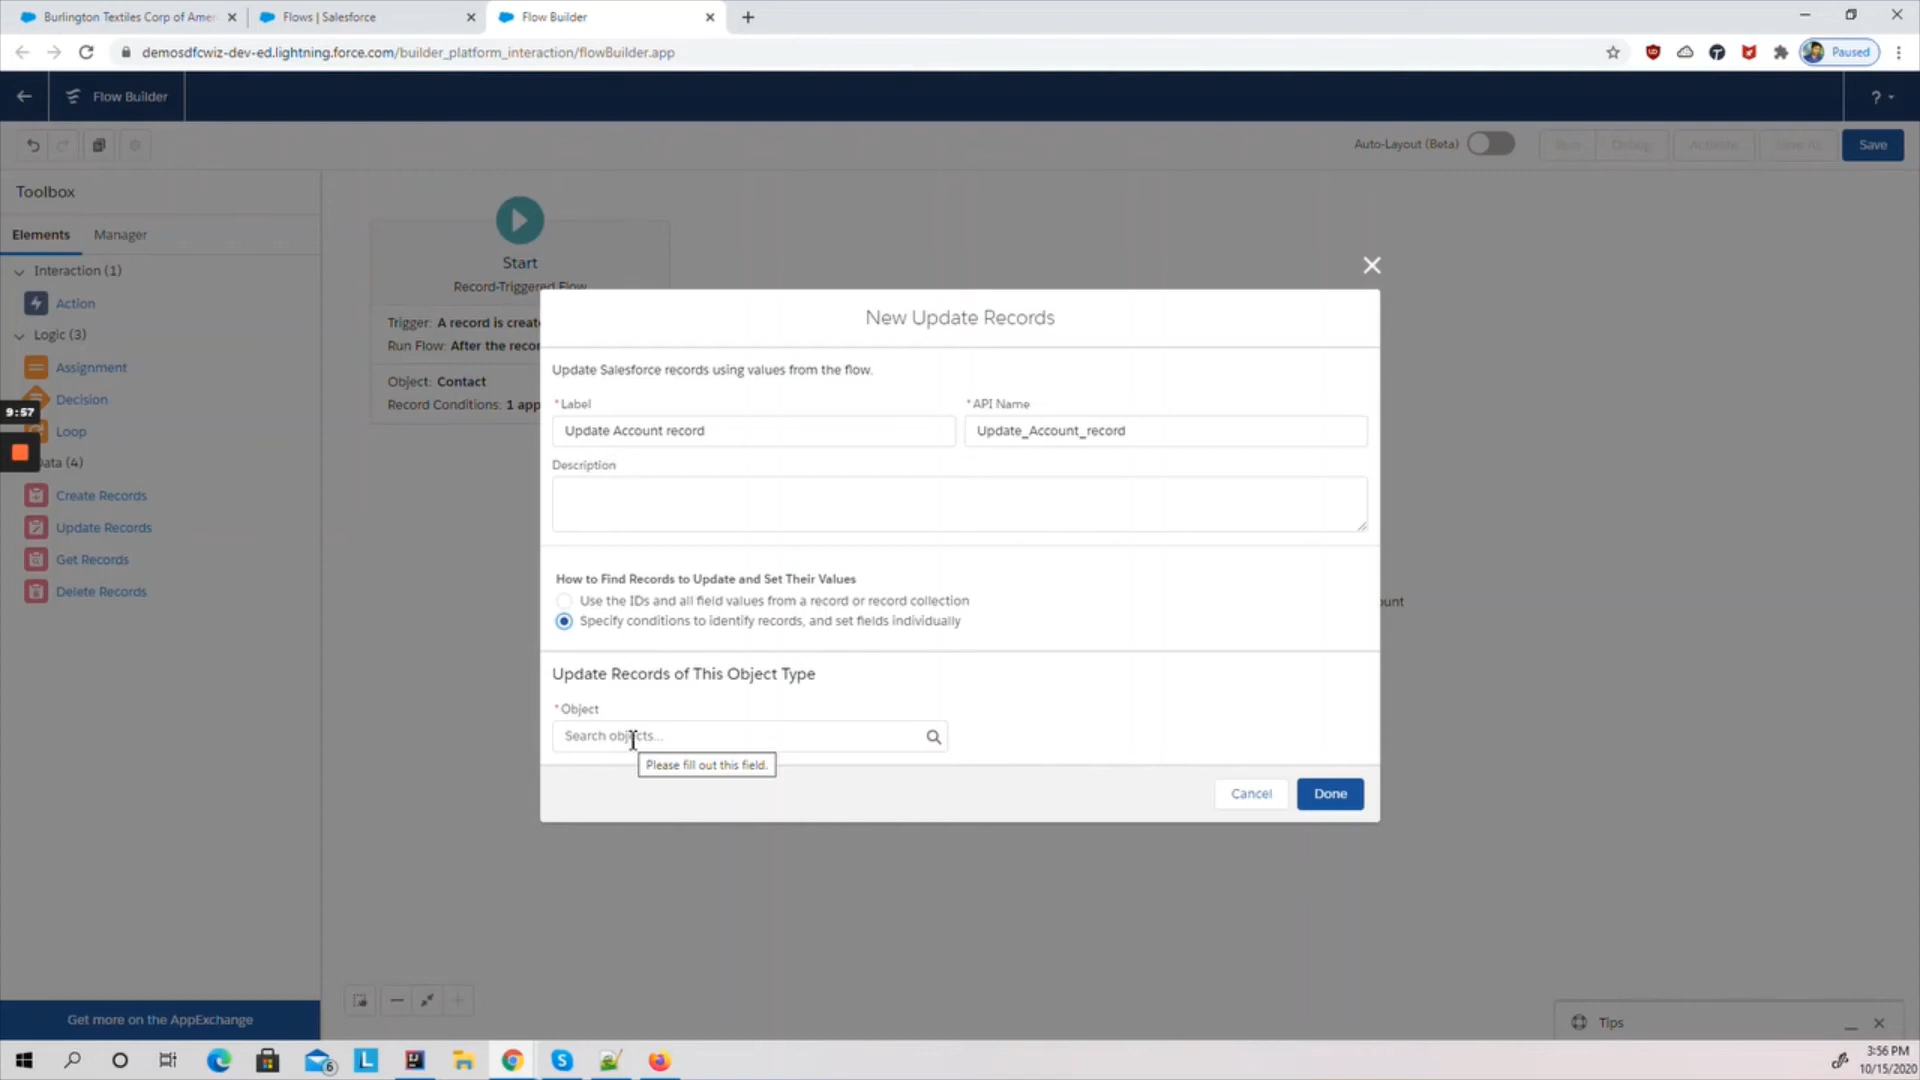 Burlington Textiles Corp of Amer
Flows | Salesforce
Flow Builder
demosdfcwiz-dev-ed.lightning.force.com/builder_platform_interaction/flowBuilder.app
Paused
Flow Builder
?
Auto-Layout (Beta)
Run
Debug
Activate
Save As
Save
Toolbox
Elements
Manager
Interaction (1)
Action
Logic (3)
Assignment
Decision
9:57
Loop
ata (4)
Create Records
Update Records
Get Records
Delete Records
Get more on the AppExchange
Start
Record-Triggered Flow
Trigger: A record is creat
Run Flow: After the recor
Object: Contact
Record Conditions: 1 app
ount
New Update Records
Update Salesforce records using values from the flow.
*Label
*API Name
Update Account record
Update_Account_record
Description
How to Find Records to Update and Set Their Values
Use the IDs and all field values from a record or record collection
Specify conditions to identify records, and set fields individually
Update Records of This Object Type
*Object
Search objects...
Please fill out this field.
Cancel
Done
Tips
6
L
3:56 PM
10/15/2020